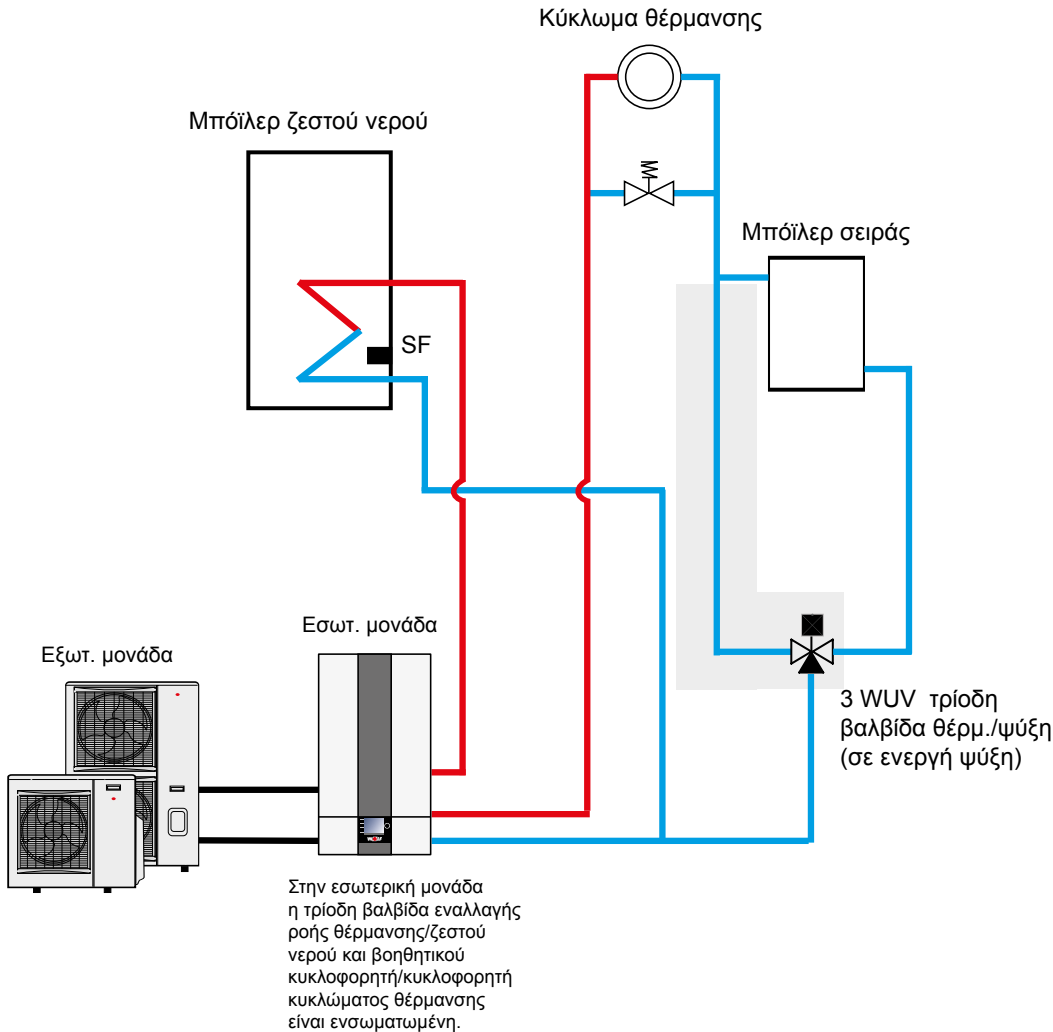 Κύκλωμα θέρμανσης
Μπόϊλερ ζεστού νερού
Μπόϊλερ σειράς
SF
Εσωτ. μονάδα
Εξωτ. μονάδα
3 WUV τρίοδη
βαλβίδα θέρμ./ψύξη
(σε ενεργή ψύξη)
WOLF
Στην εσωτερική μονάδα
η τρίοδη βαλβίδα εναλλαγής
ροής θέρμανσης/ζεστού
νερού και βοηθητικού
κυκλοφορητή/κυκλοφορητή
κυκλώματος θέρμανσης
είναι ενσωματωμένη.